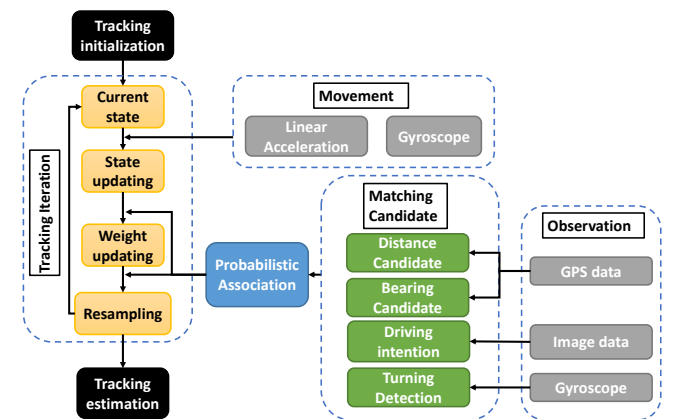 Tracking
initialization
Current
state
State
updating
Weight
updating
Resampling
Tracking
estimation
Tracking Iteration
Movement
Linear
Acceleration
Gyroscope
Probabilistic
Association
Matching
Candidate
Distance
Candidate
Bearing
Candidate
Driving
intention
Turning
Detection
Observation
GPS data
Image data
Gyroscope